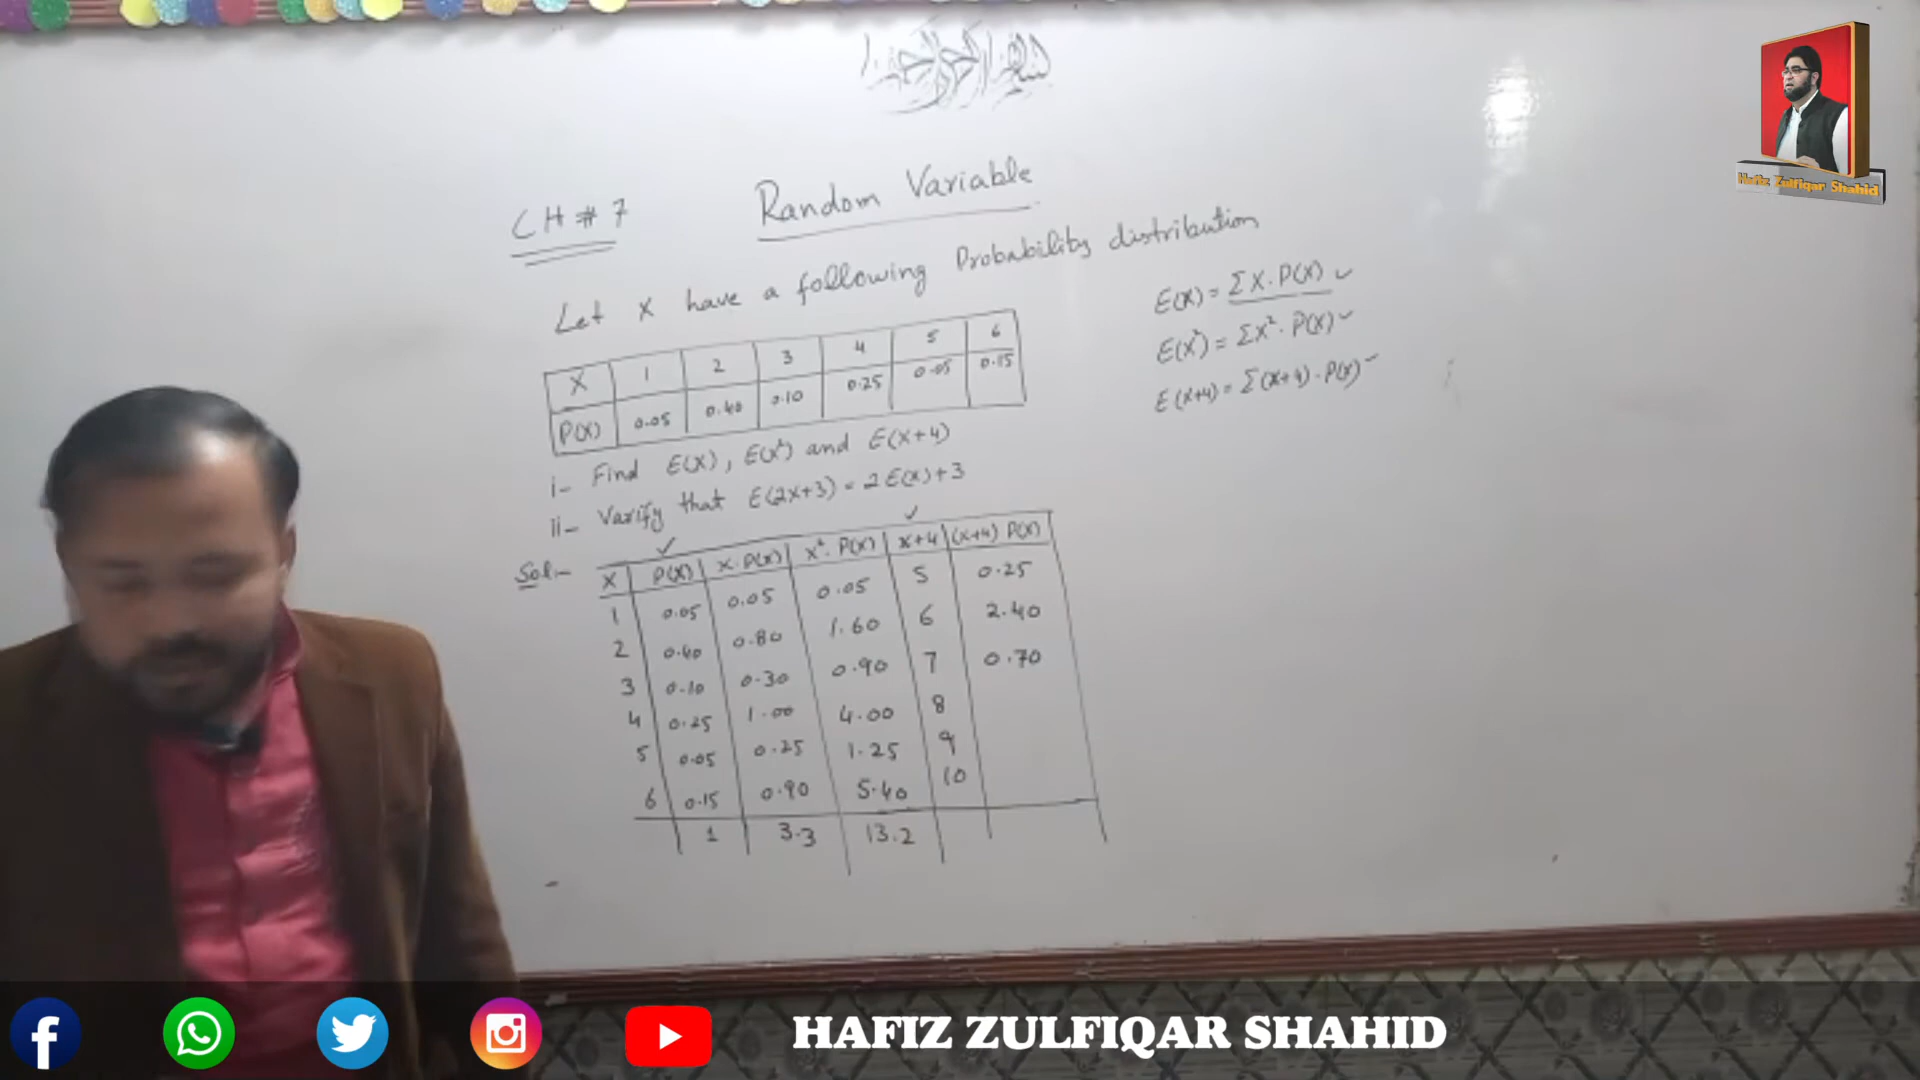 بسم اللہ الرحمن الرحیم
CH # 7
Random Variable
Let X have a following Probability distribution
X 1 2 3 4 5 6
P(X) 0.05 0.40 0.10 0.25 0.05 0.15
i- Find E(X), E(X²) and E(X+4)
ii- Varify that E(2X+3) = 2E(X)+3
E(X) = ΣX.P(X) ✓
E(X²) = ΣX².P(X) ✓
E(X+4) = Σ(X+4).P(X) ✓
Sol:-
X P(X) X.P(X) X².P(X) X+4 (X+4) P(X)
1 0.05 0.05 0.05 5 0.25
2 0.40 0.80 1.60 6 2.40
3 0.10 0.30 0.90 7 0.70
4 0.25 1.00 4.00 8
5 0.05 0.25 1.25 9
6 0.15 0.90 5.40 10
1 3.3 13.2
Hafiz Zulfiqar Shahid
HAFIZ ZULFIQAR SHAHID